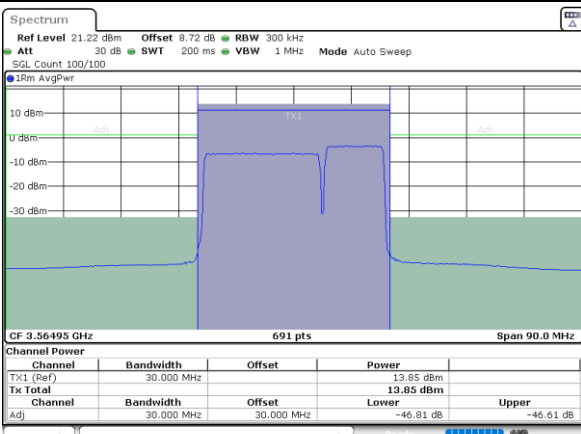 Spectrum
Ref Level 21.22 dBm Offset 8.72 dB RBW 300 kHz
Att 30 dB SWT 200 ms VBW 1 MHz Mode Auto Sweep
SGL Count 100/100
1Rm AvgPwr
10 dBm
TX1
Adj
Adj
0 dBm
-10 dBm
-20 dBm
-30 dBm
CF 3.56495 GHz 691 pts Span 90.0 MHz
Channel Power
Channel Bandwidth Offset Power
TX1 (Ref) 30.000 MHz 13.85 dBm
Tx Total 13.85 dBm
Channel Bandwidth Offset Lower Upper
Adj 30.000 MHz 30.000 MHz -46.81 dB -46.61 dB